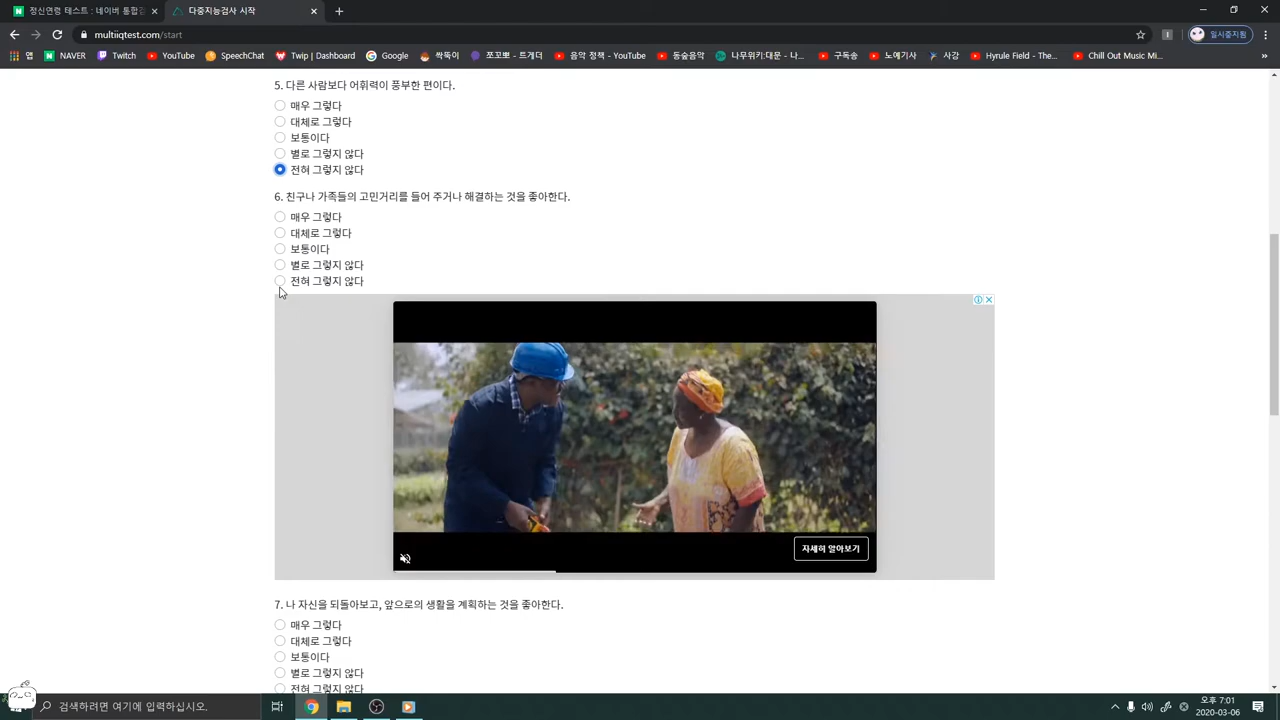 정신연령 테스트 : 네이버 통합검
다중지능검사 시작
multiqtest.com/start
일시중지됨
앱
NAVER
Twitch
YouTube
SpeechChat
Google
싹뚝이
쯔꼬뽀 - 트게더
음악 정책 - YouTube
동숲음악
나무위키:대문 - 나...
구독송
노예기사
사강
Hyrule Field - The...
Chill Out Music Mi...
5. 다른 사람보다 어휘력이 풍부한 편이다.
매우 그렇다
대체로 그렇다
보통이다
별로 그렇지 않다
전혀 그렇지 않다
6. 친구나 가족들의 고민거리를 들어 주거나 해결하는 것을 좋아한다.
매우 그렇다
대체로 그렇다
보통이다
별로 그렇지 않다
전혀 그렇지 않다
자세히 알아보기
7. 나 자신을 되돌아보고, 앞으로의 생활을 계획하는 것을 좋아한다.
매우 그렇다
대체로 그렇다
보통이다
별로 그렇지 않다
전혀 그렇지 않다
검색하려면 여기에 입력하십시오.
오후 7:01
2020-03-06